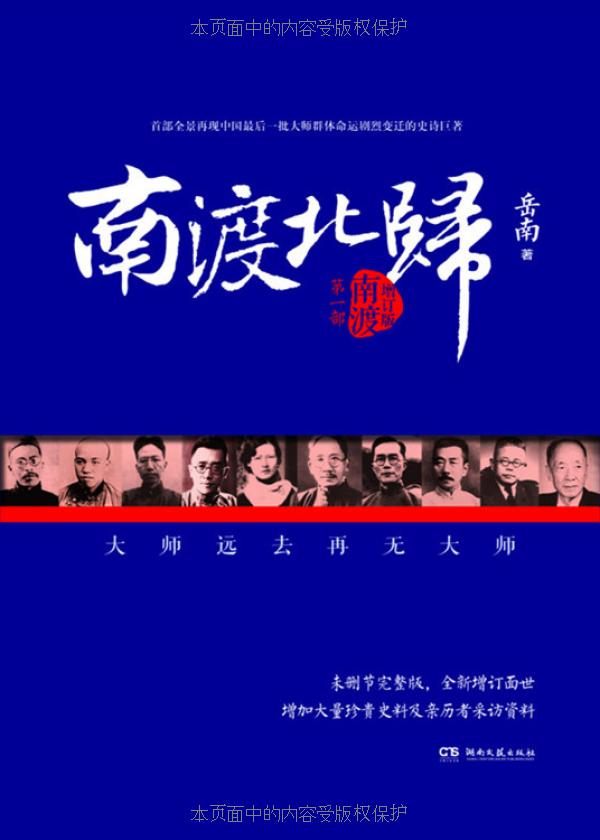 本页面中的内容受版权保护
首部全景再现中国最后一批大师群体命运剧烈变迁的史诗巨著
南渡北歸
岳南 著
第一部
南渡
增订版
大师远去再无大师
未删节完整版，全新增订面世
增加大量珍贵史料及亲历者采访资料
湖南文艺出版社
本页面中的内容受版权保护